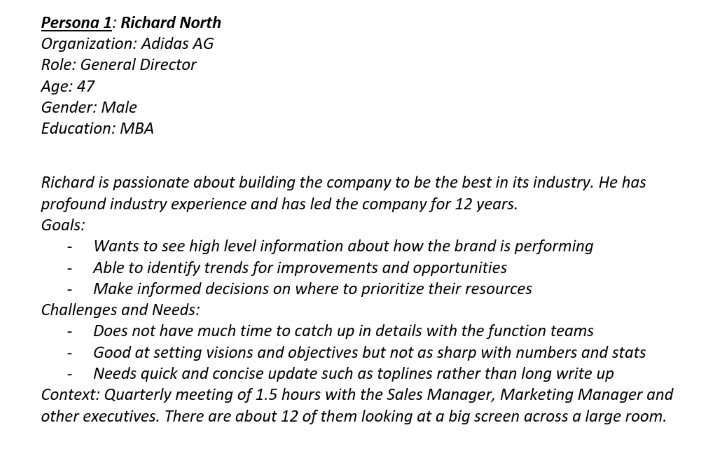 Persona 1: Richard North
Organization: Adidas AG
Role: General Director
Age: 47
Gender: Male
Education: MBA
Richard is passionate about building the company to be the best in its industry. He has
profound industry experience and has led the company for 12 years.
Goals:
- Wants to see high level information about how the brand is performing
- Able to identify trends for improvements and opportunities
- Make informed decisions on where to prioritize their resources
Challenges and Needs:
- Does not have much time to catch up in details with the function teams
- Good at setting visions and objectives but not as sharp with numbers and stats
- Needs quick and concise update such as toplines rather than long write up
Context: Quarterly meeting of 1.5 hours with the Sales Manager, Marketing Manager and
other executives. There are about 12 of them looking at a big screen across a large room.